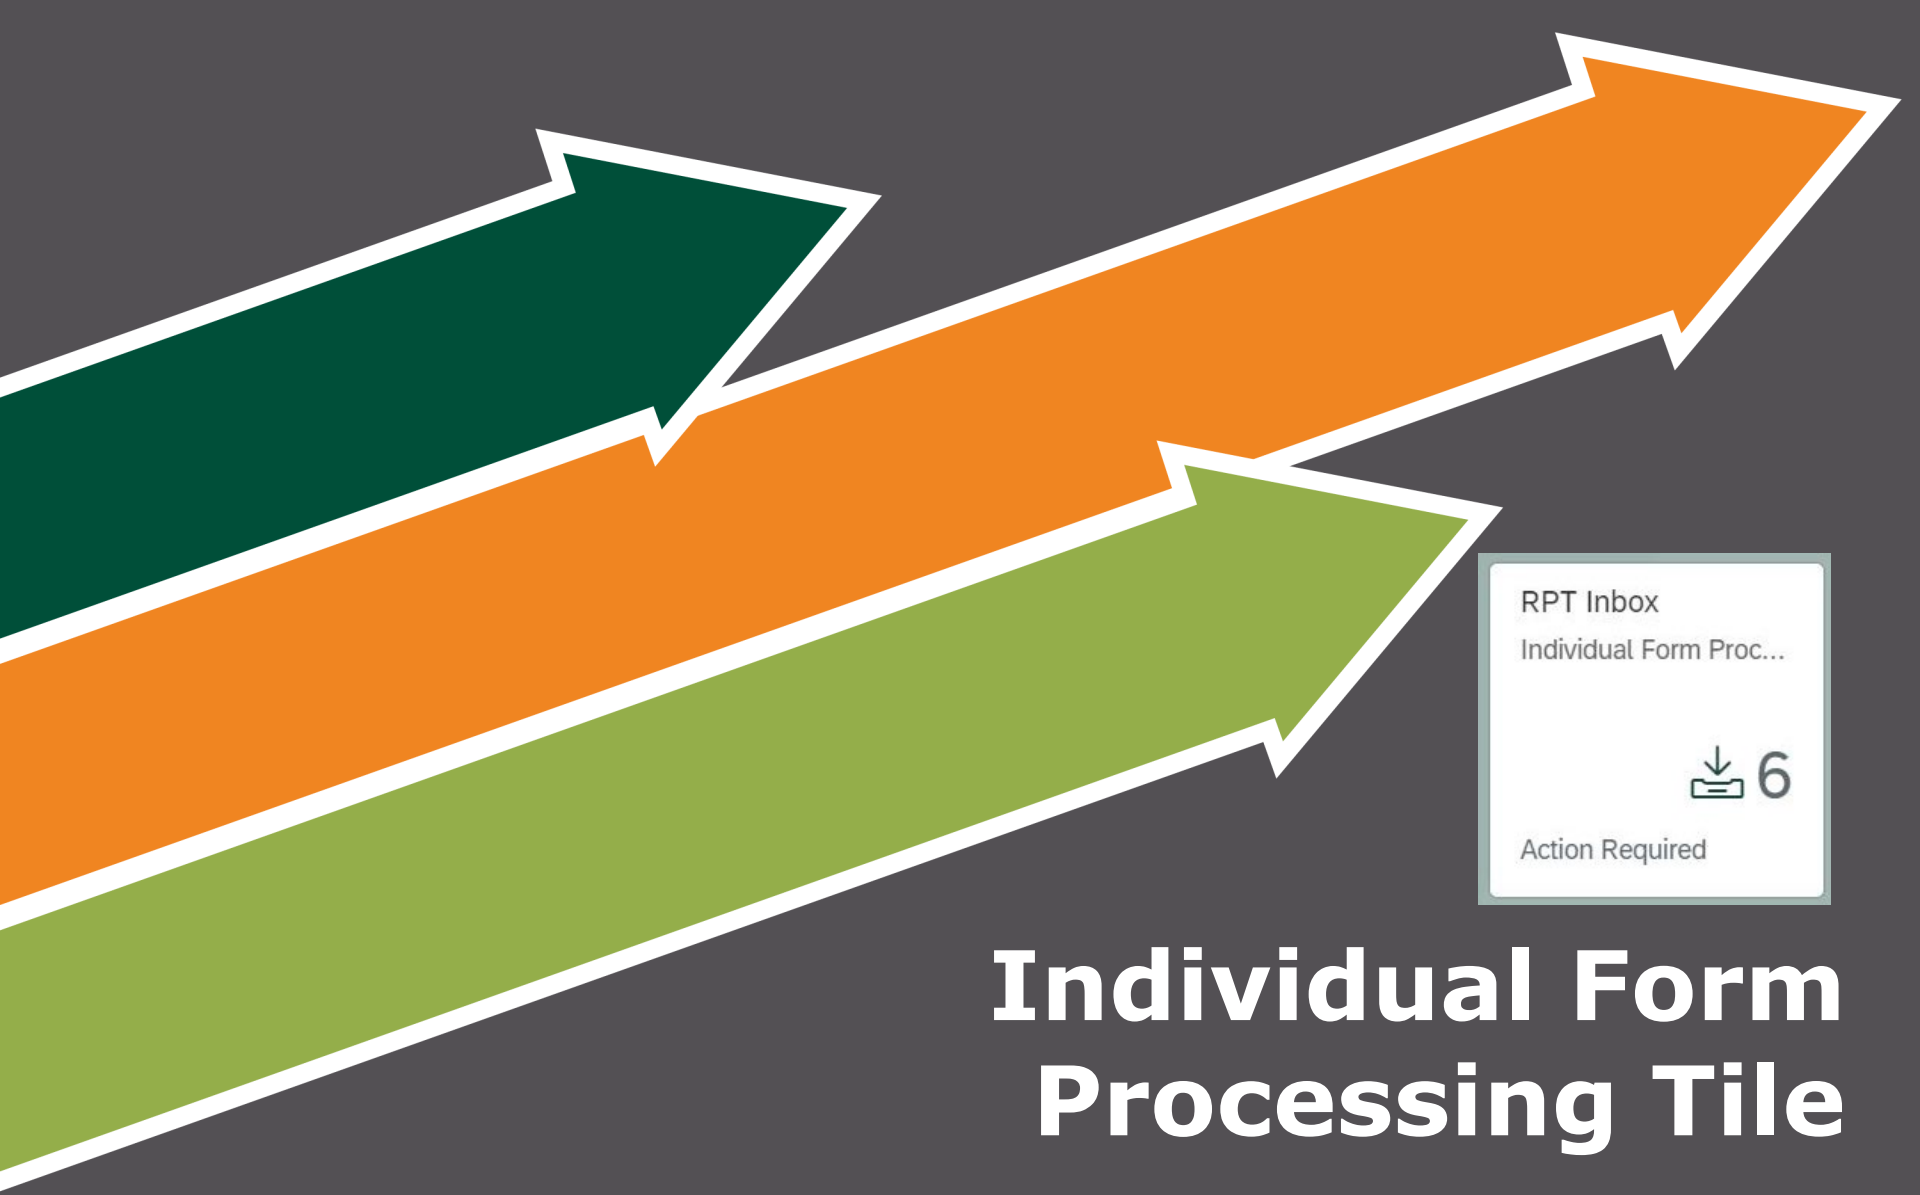 RPT Inbox
Individual Form Proc...
6
Action Required
Individual Form
Processing Tile